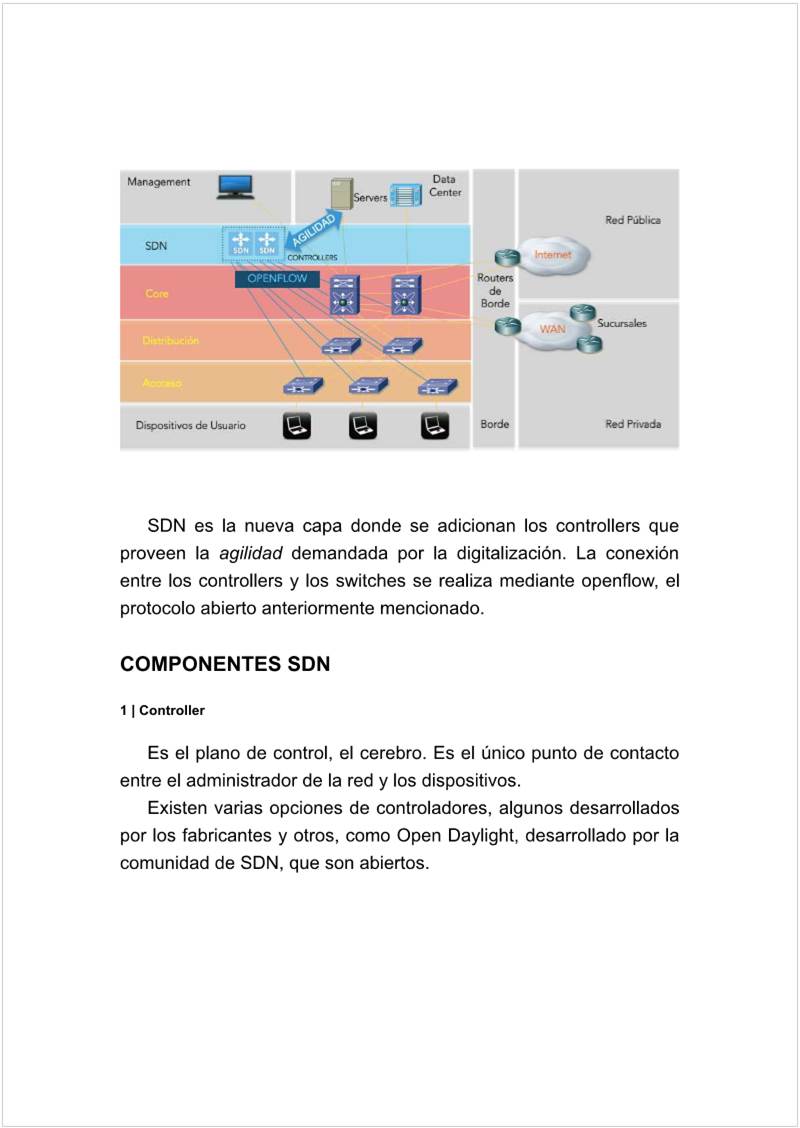 Management
Servers
Data
Center
Red Pública
AGILIDAD
SDN
SDN SDN
CONTROLLERS
Internet
OPENFLOW
Core
Routers
de
Borde
WAN
Sucursales
Distribución
Acceso
Dispositivos de Usuario
Borde
Red Privada
SDN es la nueva capa donde se adicionan los controllers que
proveen la agilidad demandada por la digitalización. La conexión
entre los controllers y los switches se realiza mediante openflow, el
protocolo abierto anteriormente mencionado.
COMPONENTES SDN
1 | Controller
Es el plano de control, el cerebro. Es el único punto de contacto
entre el administrador de la red y los dispositivos.
Existen varias opciones de controladores, algunos desarrollados
por los fabricantes y otros, como Open Daylight, desarrollado por la
comunidad de SDN, que son abiertos.